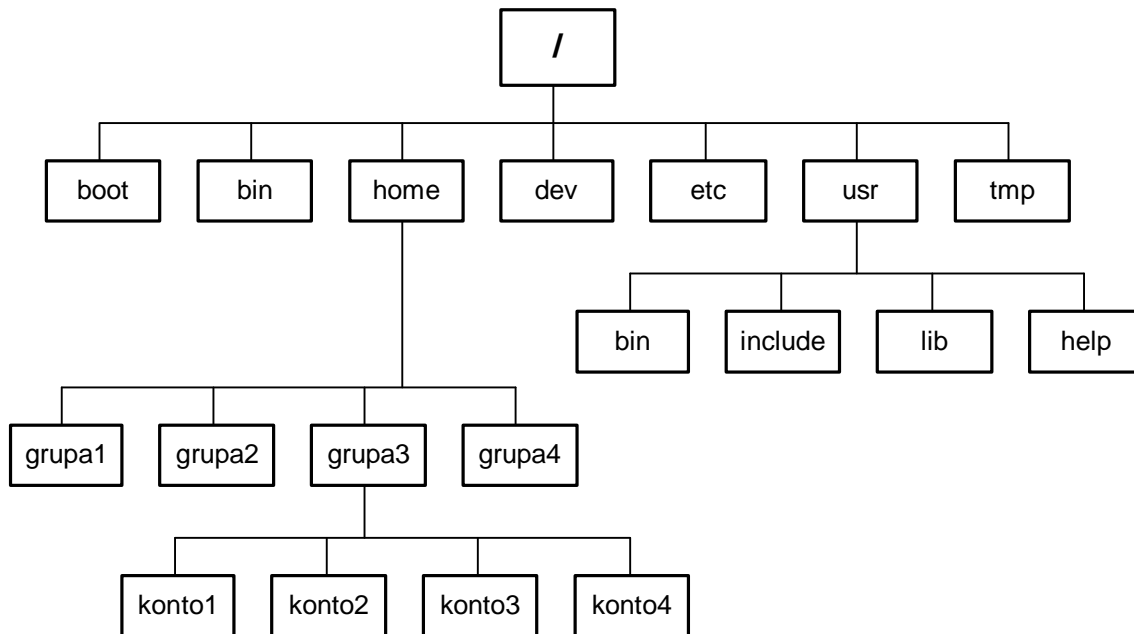 /
boot bin home dev etc usr tmp
bin include lib help
grupa1 grupa2 grupa3 grupa4
konto1 konto2 konto3 konto4